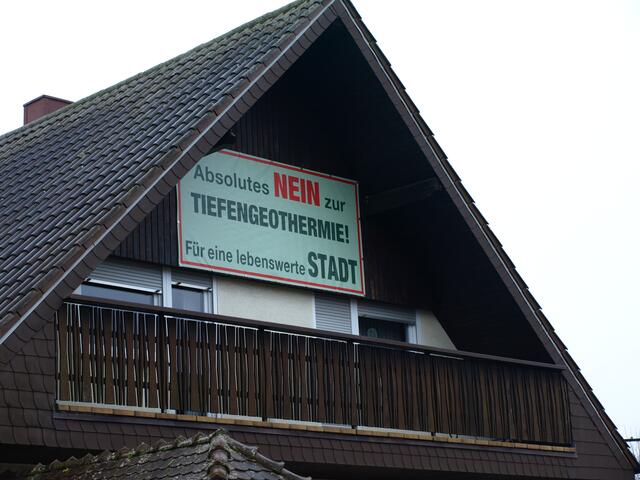 Absolutes NEIN zur
TIEFENGEOTHERMIE!
Für eine lebenswerte STADT